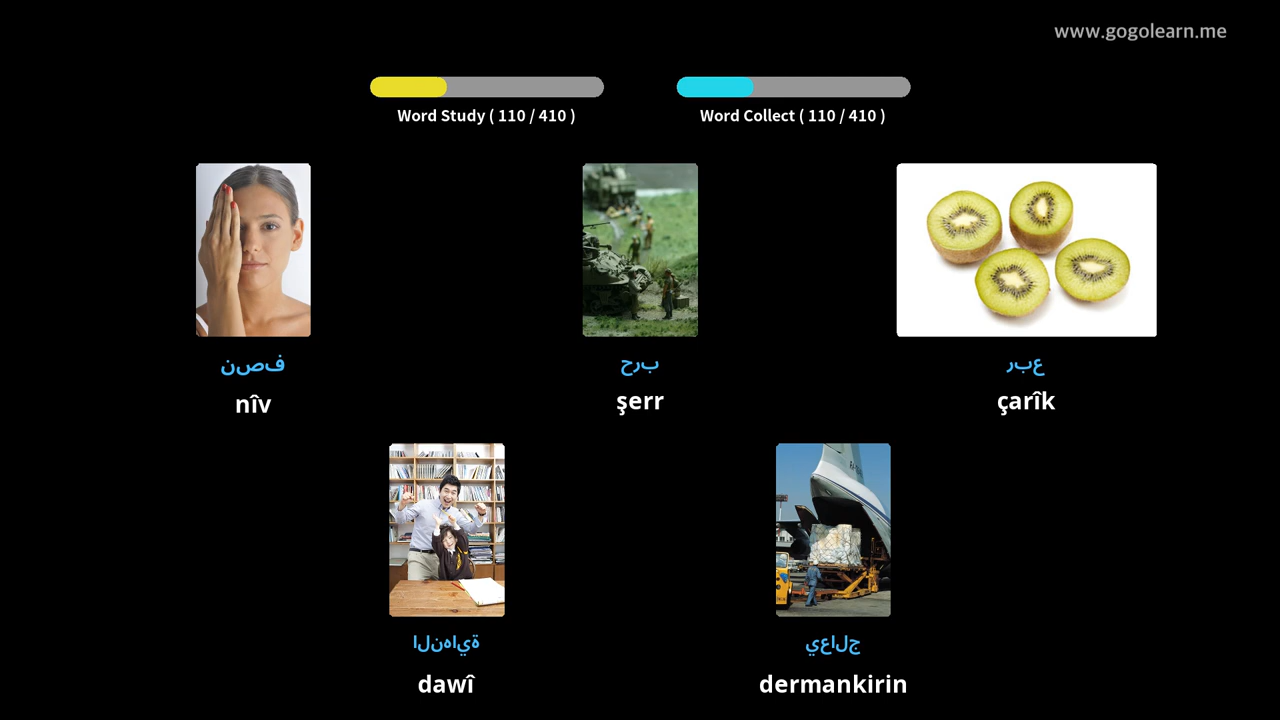 www.gogolearn.me
Word Study ( 110 / 410 )
Word Collect ( 110 / 410 )
نصف
حرب
ربع
nîv
şerr
çarîk
النهاية
يعالج
dawî
dermankirin